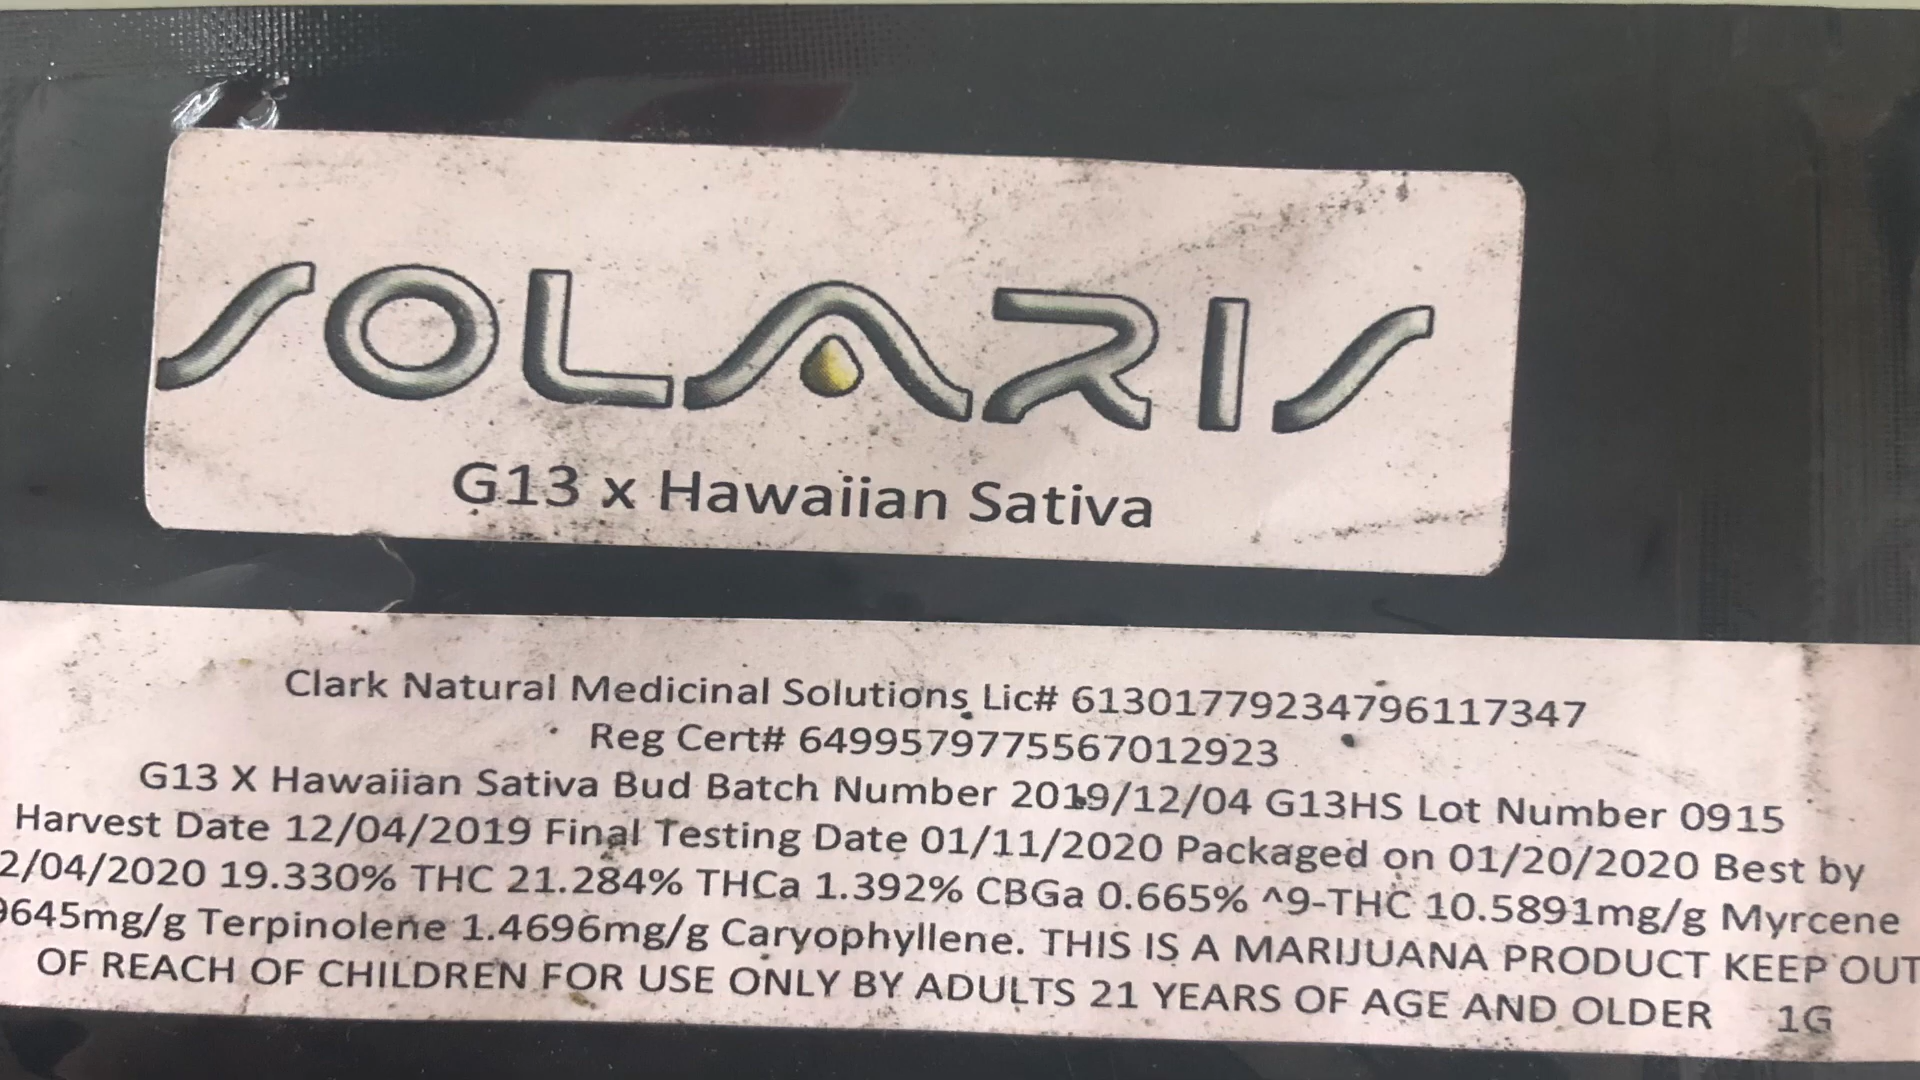 SOLARIS
G13 x Hawaiian Sativa
Clark Natural Medicinal Solutions Lic# 61301779234796117347
Reg Cert# 6499579775567012923
G13 X Hawaiian Sativa Bud Batch Number 2019/12/04 G13HS Lot Number 0915
Harvest Date 12/04/2019 Final Testing Date 01/11/2020 Packaged on 01/20/2020 Best by
2/04/2020 19.330% THC 21.284% THCa 1.392% CBGa 0.665% ^9-THC 10.5891mg/g Myrcene
9645mg/g Terpinolene 1.4696mg/g Caryophyllene. THIS IS A MARIJUANA PRODUCT KEEP OUT
OF REACH OF CHILDREN FOR USE ONLY BY ADULTS 21 YEARS OF AGE AND OLDER 1G